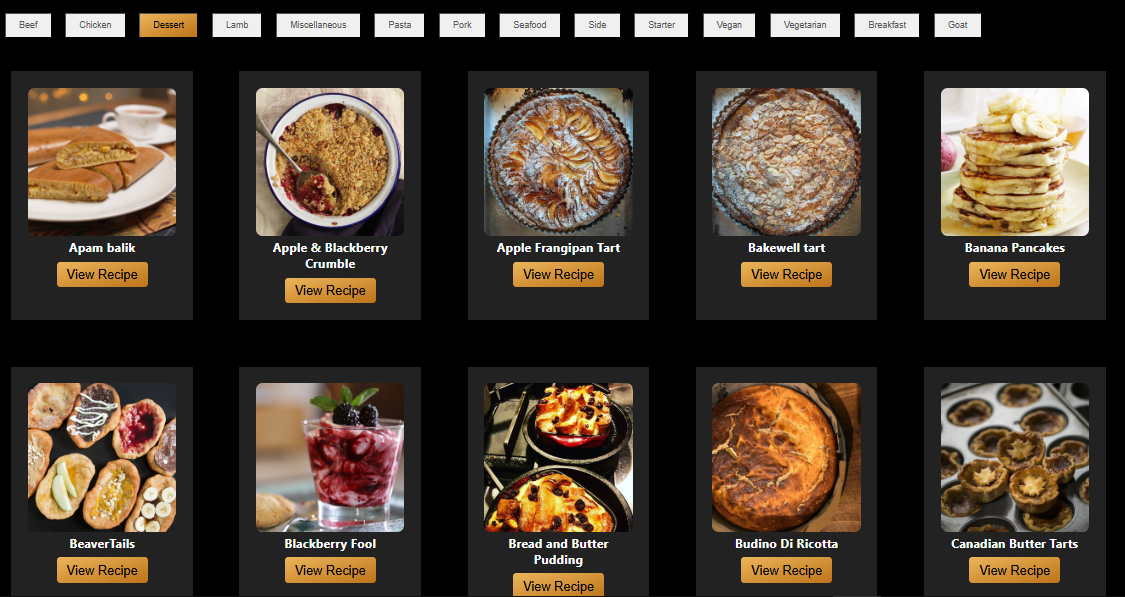 Beef Chicken Dessert Lamb Miscellaneous Pasta Pork Seafood Side Starter Vegan Vegetarian Breakfast Goat
Apam balik
View Recipe
Apple & Blackberry
Crumble
View Recipe
Apple Frangipan Tart
View Recipe
Bakewell tart
View Recipe
Banana Pancakes
View Recipe
BeaverTails
View Recipe
Blackberry Fool
View Recipe
Bread and Butter
Pudding
View Recipe
Budino Di Ricotta
View Recipe
Canadian Butter Tarts
View Recipe